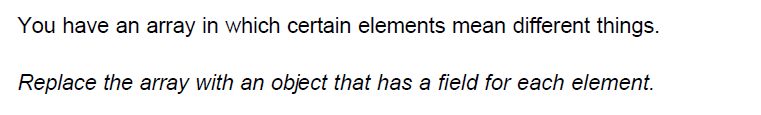 You have an array in which certain elements mean different things.
Replace the array with an object that has a field for each element.